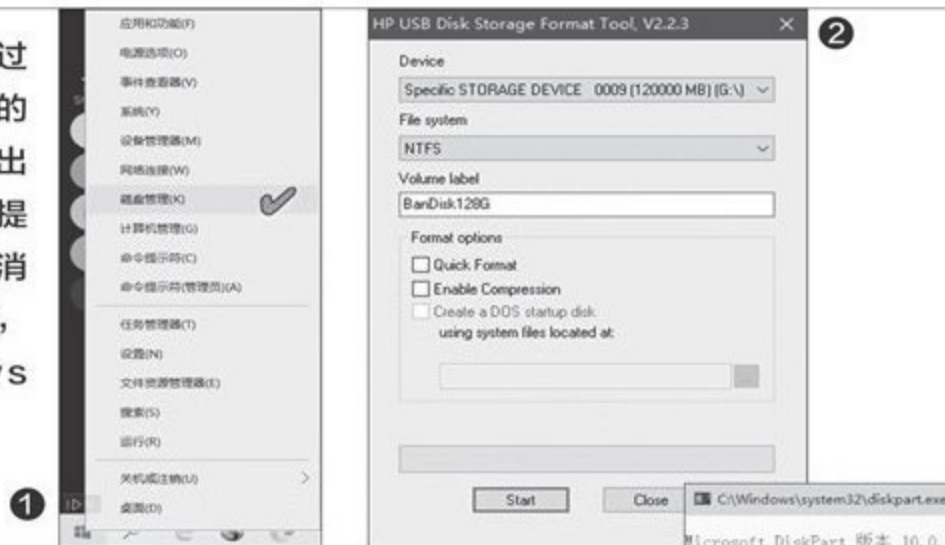 过
的
出
提
消
，
s
应用和功能(F)
电源选项(O)
事件查看器(V)
系统(Y)
设备管理器(M)
网络连接(W)
磁盘管理(K)
计算机管理(G)
命令提示符(C)
命令提示符(管理员)(A)
任务管理器(T)
设置(N)
文件资源管理器(E)
搜索(S)
运行(R)
关机或注销(U)
桌面(D)
1
HP USB Disk Storage Format Tool, V2.2.3
2
Device
Specific STORAGE DEVICE 0009 (120000 MB) (G:\)
File system
NTFS
Volume label
BanDisk128G
Format options
Quick Format
Enable Compression
Create a DOS startup disk
using system files located at:
...
Start
Close
C:\Windows\system32\diskpart.exe
Microsoft DiskPart 版本 10.0.